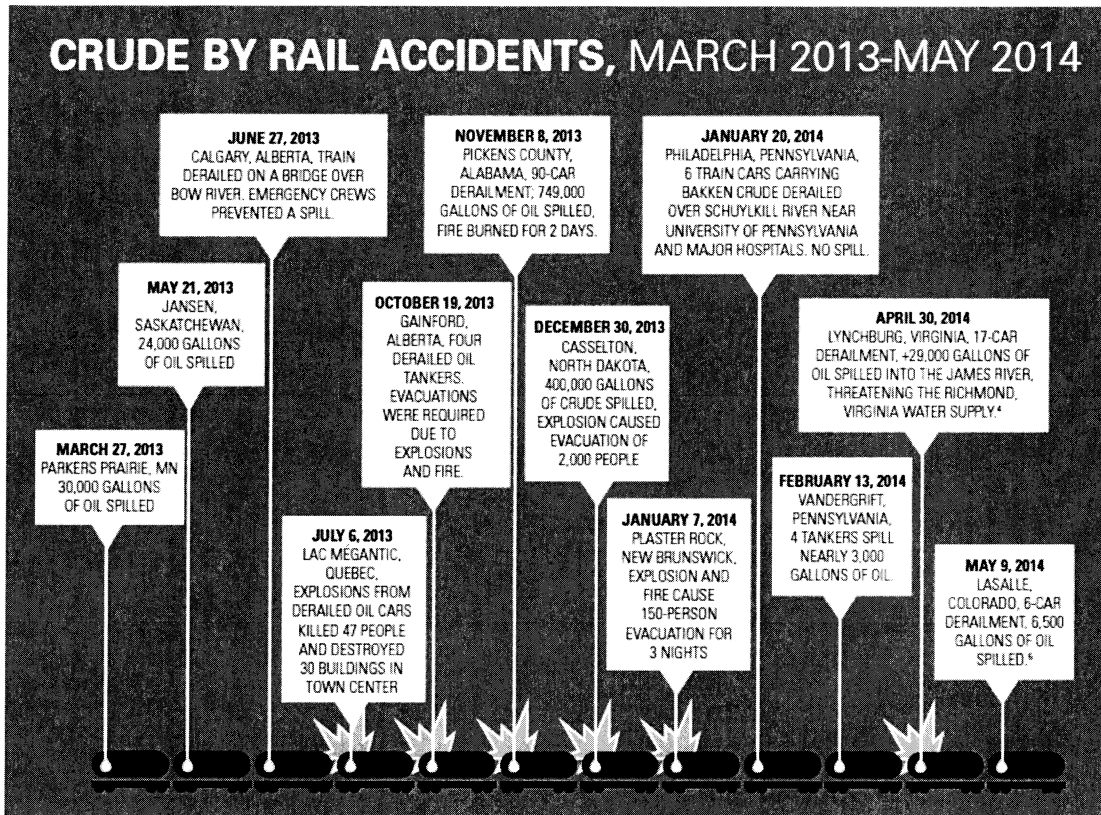 CRUDE BY RAIL ACCIDENTS, MARCH 2013-MAY 2014
MARCH 27, 2013
PARKERS PRAIRIE, MN
30,000 GALLONS
OF OIL SPILLED
MAY 21, 2013
JANSEN,
SASKATCHEWAN,
24,000 GALLONS
OF OIL SPILLED
JUNE 27, 2013
CALGARY, ALBERTA, TRAIN
DERAILED ON A BRIDGE OVER
BOW RIVER. EMERGENCY CREWS
PREVENTED A SPILL.
JULY 6, 2013
LAC MÉGANTIC,
QUEBEC,
EXPLOSIONS FROM
DERAILED OIL CARS
KILLED 47 PEOPLE
AND DESTROYED
30 BUILDINGS IN
TOWN CENTER
OCTOBER 19, 2013
GAINFORD,
ALBERTA, FOUR
DERAILED OIL
TANKERS.
EVACUATIONS
WERE REQUIRED
DUE TO
EXPLOSIONS
AND FIRE.
NOVEMBER 8, 2013
PICKENS COUNTY,
ALABAMA, 90-CAR
DERAILMENT; 749,000
GALLONS OF OIL SPILLED,
FIRE BURNED FOR 2 DAYS.
DECEMBER 30, 2013
CASSELTON,
NORTH DAKOTA,
400,000 GALLONS
OF CRUDE SPILLED,
EXPLOSION CAUSED
EVACUATION OF
2,000 PEOPLE
JANUARY 7, 2014
PLASTER ROCK,
NEW BRUNSWICK,
EXPLOSION AND
FIRE CAUSE
150-PERSON
EVACUATION FOR
3 NIGHTS
JANUARY 20, 2014
PHILADELPHIA, PENNSYLVANIA,
6 TRAIN CARS CARRYING
BAKKEN CRUDE DERAILED
OVER SCHUYLKILL RIVER NEAR
UNIVERSITY OF PENNSYLVANIA
AND MAJOR HOSPITALS. NO SPILL.
FEBRUARY 13, 2014
VANDERGRIFT,
PENNSYLVANIA,
4 TANKERS SPILL
NEARLY 3,000
GALLONS OF OIL.
APRIL 30, 2014
LYNCHBURG, VIRGINIA, 17-CAR
DERAILMENT, +29,000 GALLONS OF
OIL SPILLED INTO THE JAMES RIVER,
THREATENING THE RICHMOND,
VIRGINIA WATER SUPPLY.⁴
MAY 9, 2014
LASALLE,
COLORADO, 6-CAR
DERAILMENT, 6,500
GALLONS OF OIL
SPILLED.⁵